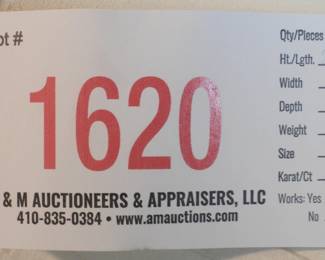 ot #
1620
& M AUCTIONEERS & APPRAISERS, LLC
410-835-0384 • www.amauctions.com
Qty/Pieces
Ht./Lgth.
Width
Depth
Weight
Size
Karat/Ct
Works: Yes
No